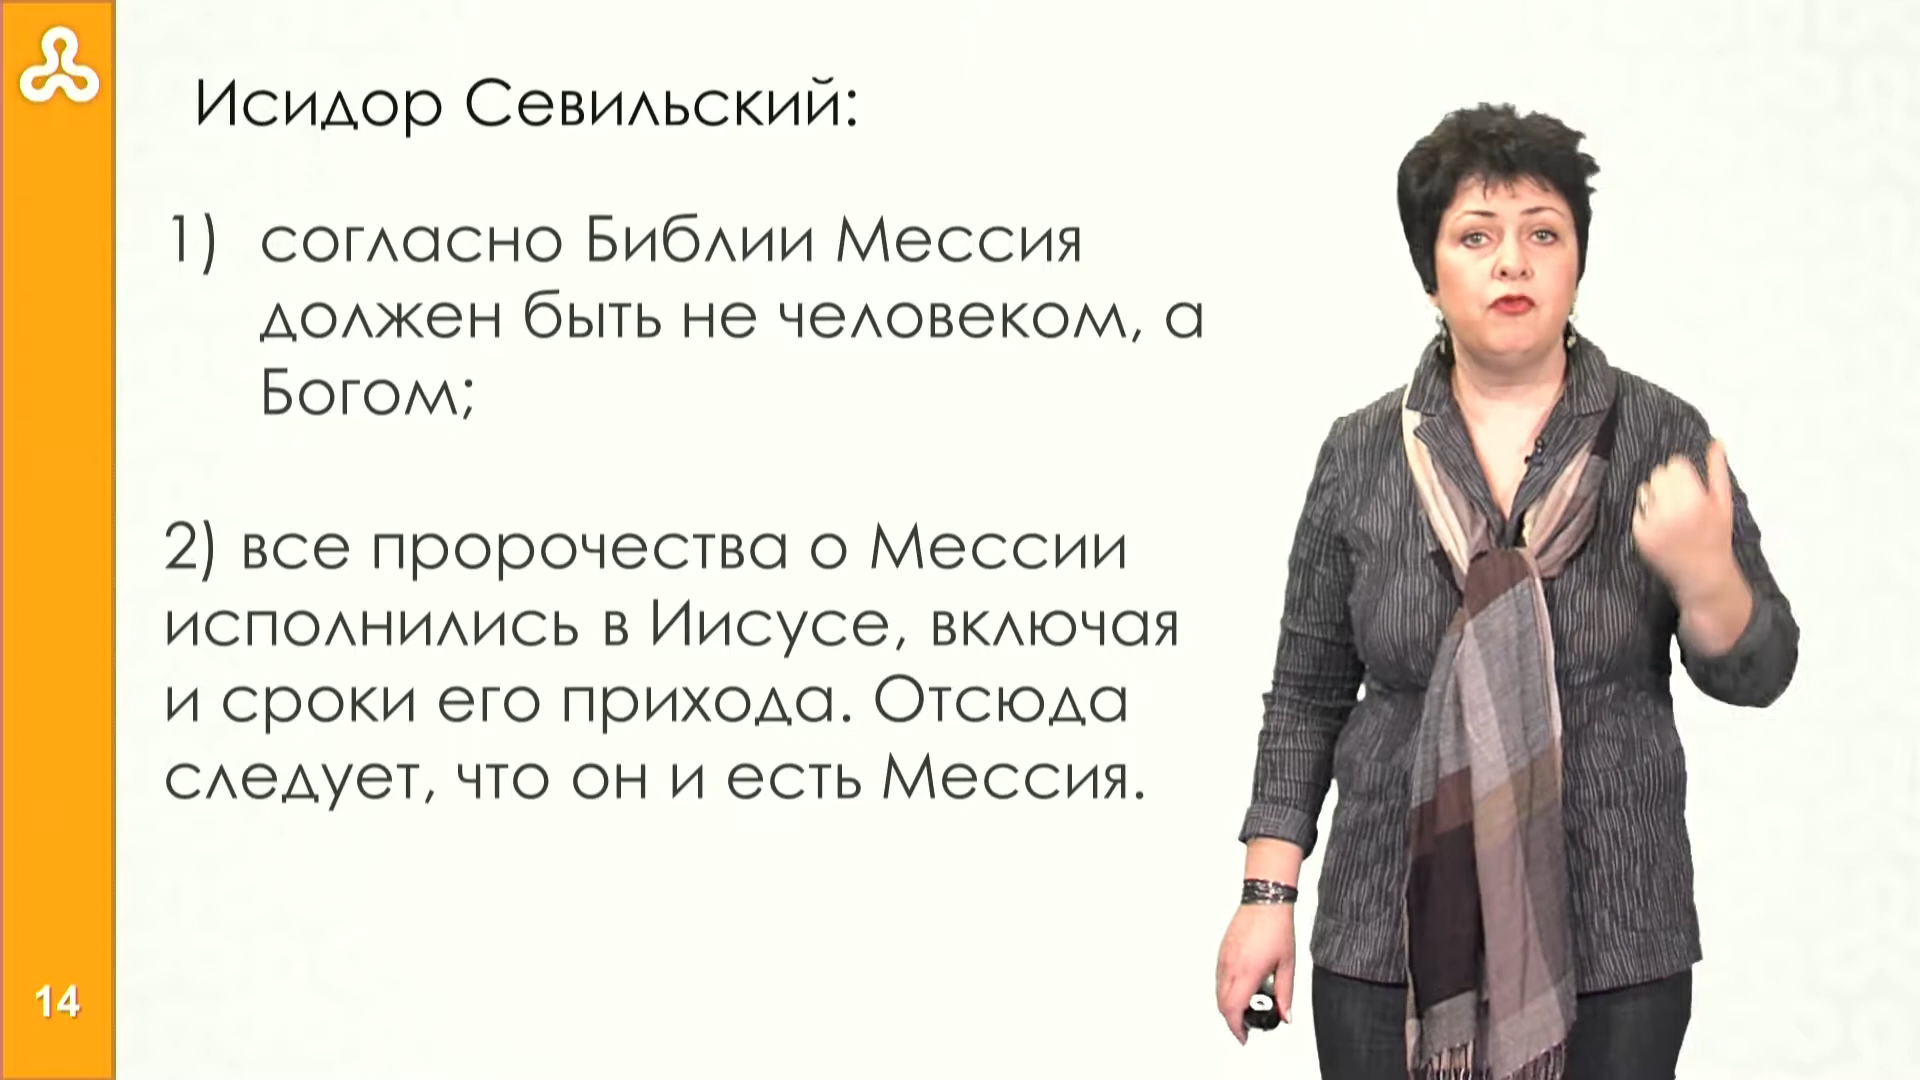 Исидор Севильский:
1) согласно Библии Мессия
должен быть не человеком, а
Богом;
2) все пророчества о Мессии
исполнились в Иисусе, включая
и сроки его прихода. Отсюда
следует, что он и есть Мессия.
14